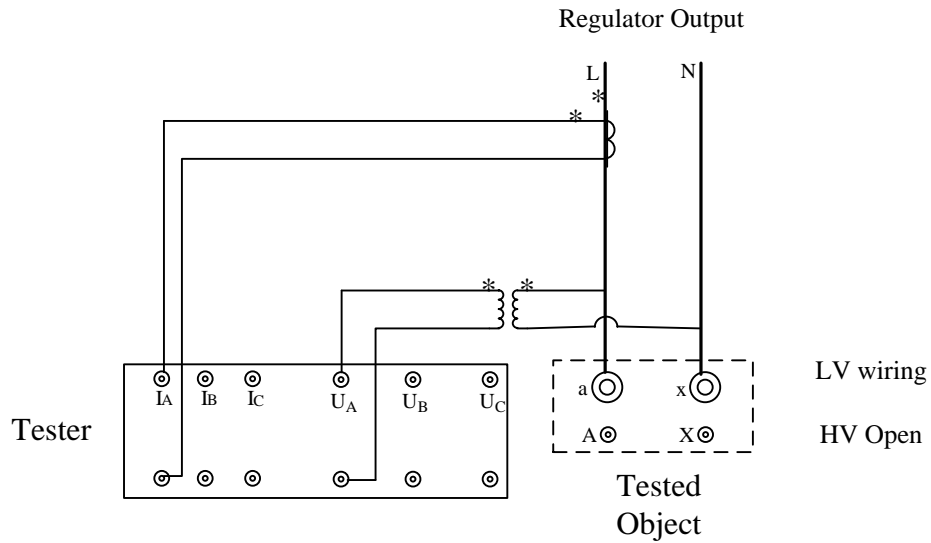 Regulator Output
L N
*
*
* *
IA IB IC UA UB UC
a x
LV wiring
Tester
A X
HV Open
Tested
Object